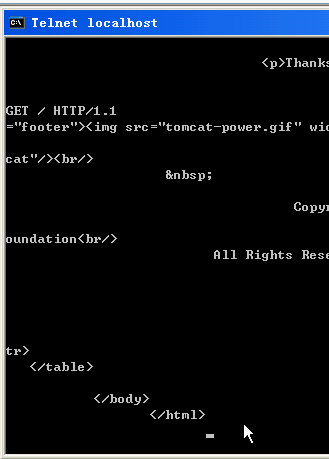 Telnet localhost
<p>Thanks
GET / HTTP/1.1
="footer"><img src="tomcat-power.gif" wid
cat"/><br/>
&nbsp;
Copyr
oundation<br/>
All Rights Rese
tr>
</table>
</body>
</html>